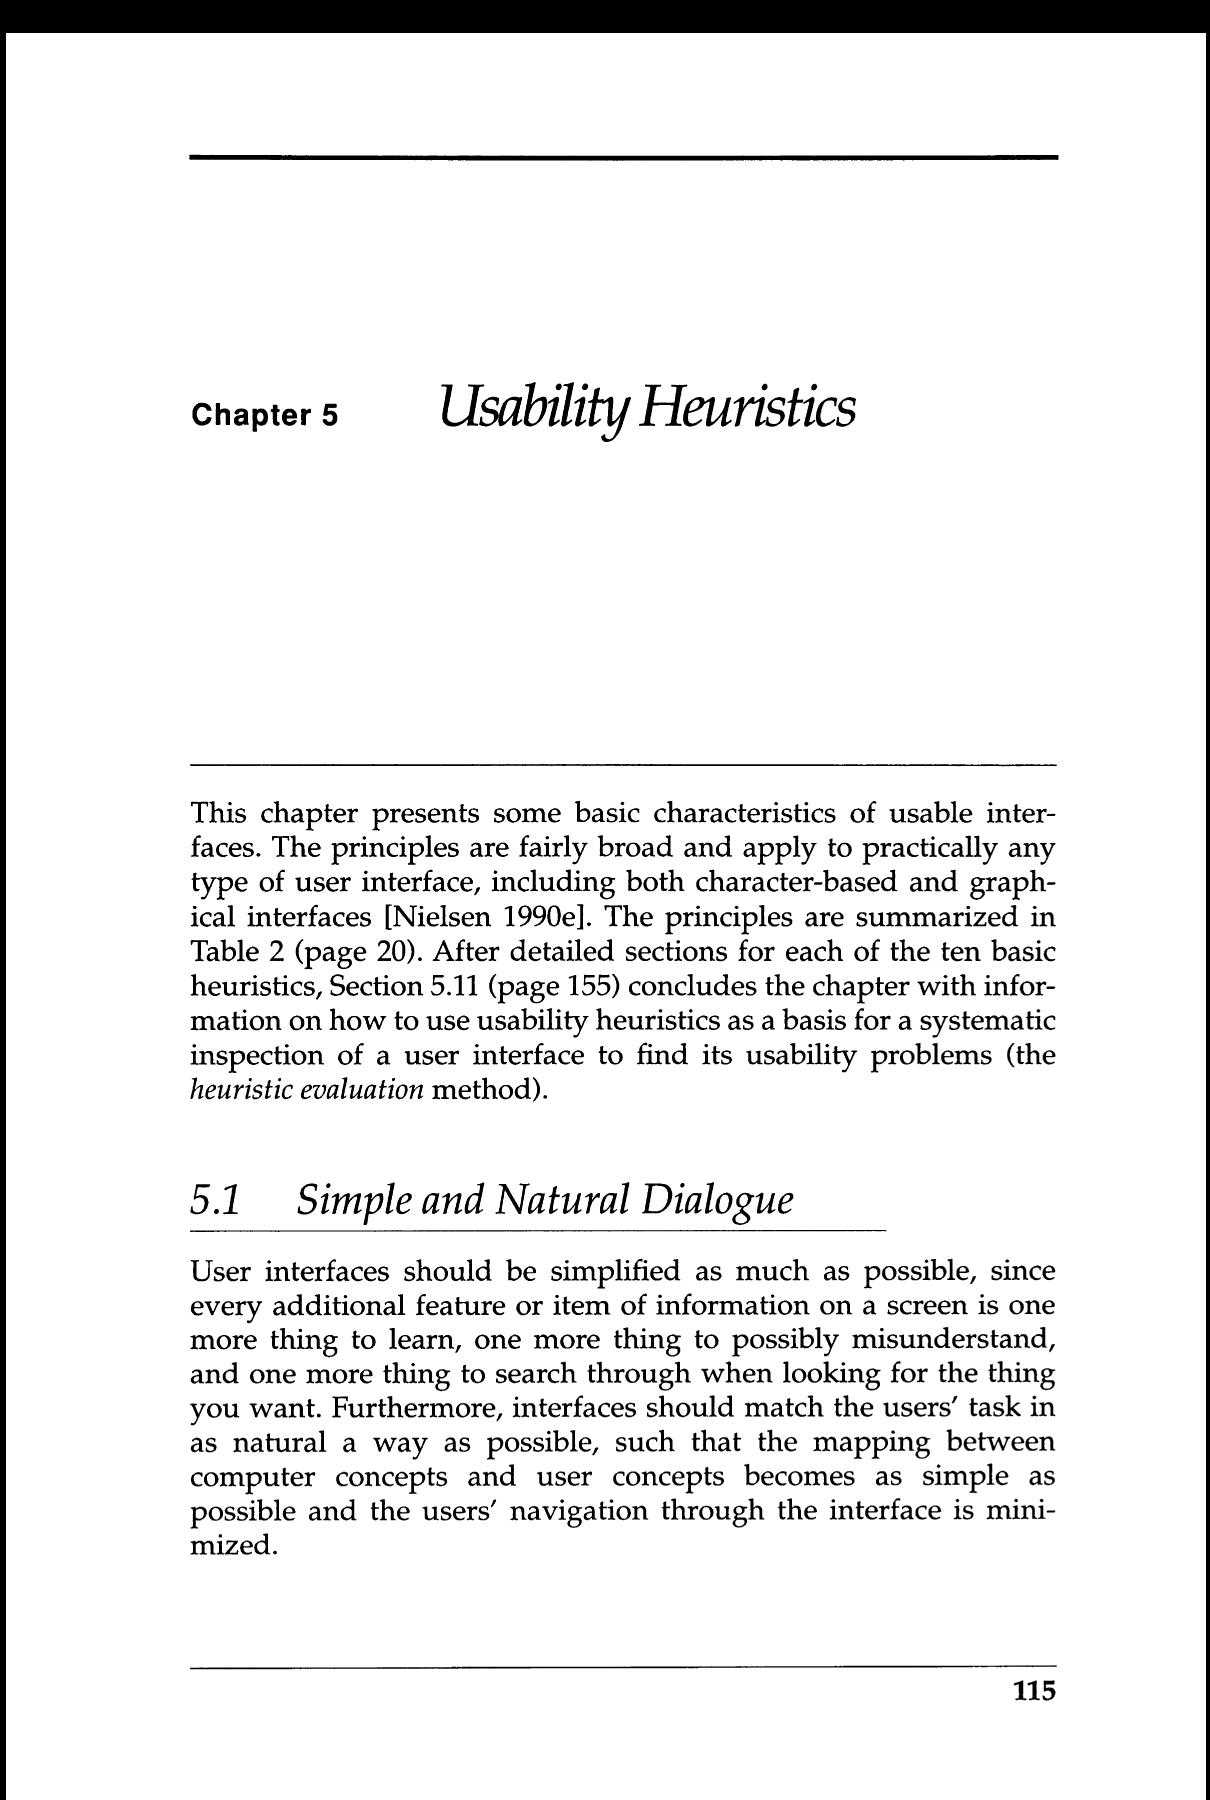 Chapter 5 Usability Heuristics
This chapter presents some basic characteristics of usable inter-
faces. The principles are fairly broad and apply to practically any
type of user interface, including both character-based and graph-
ical interfaces [Nielsen 1990e]. The principles are summarized in
Table 2 (page 20). After detailed sections for each of the ten basic
heuristics, Section 5.11 (page 155) concludes the chapter with infor-
mation on how to use usability heuristics as a basis for a systematic
inspection of a user interface to find its usability problems (the
heuristic evaluation method).
5.1 Simple and Natural Dialogue
User interfaces should be simplified as much as possible, since
every additional feature or item of information on a screen is one
more thing to learn, one more thing to possibly misunderstand,
and one more thing to search through when looking for the thing
you want. Furthermore, interfaces should match the users' task in
as natural a way as possible, such that the mapping between
computer concepts and user concepts becomes as simple as
possible and the users' navigation through the interface is mini-
mized.
115